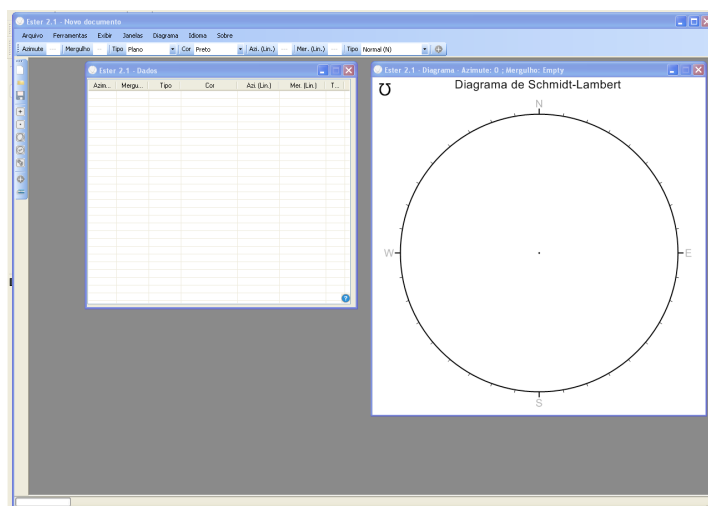 Ester 2.1 - Novo documento
Arquivo Ferramentas Exibir Janelas Diagrama Idioma Sobre
Azimute Mergulho Tipo Plano Cor Preto Azi. (Lin.) Mer. (Lin.) Tipo Normal (N)
Ester 2.1 - Dados
Azim... Mergu... Tipo Cor Azi. (Lin.) Mer. (Lin.) T...
Ester 2.1 - Diagrama - Azimute: 0 ; Mergulho: Empty
Diagrama de Schmidt-Lambert
N
W
E
S